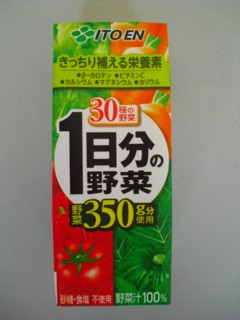 ITO EN
きっちり補える栄養素
●β-カロテン ●ビタミンC
●カルシウム ●マグネシウム ●カリウム
30種の野菜
1日分の野菜
野菜350g分使用
砂糖・食塩 不使用 野菜汁100%